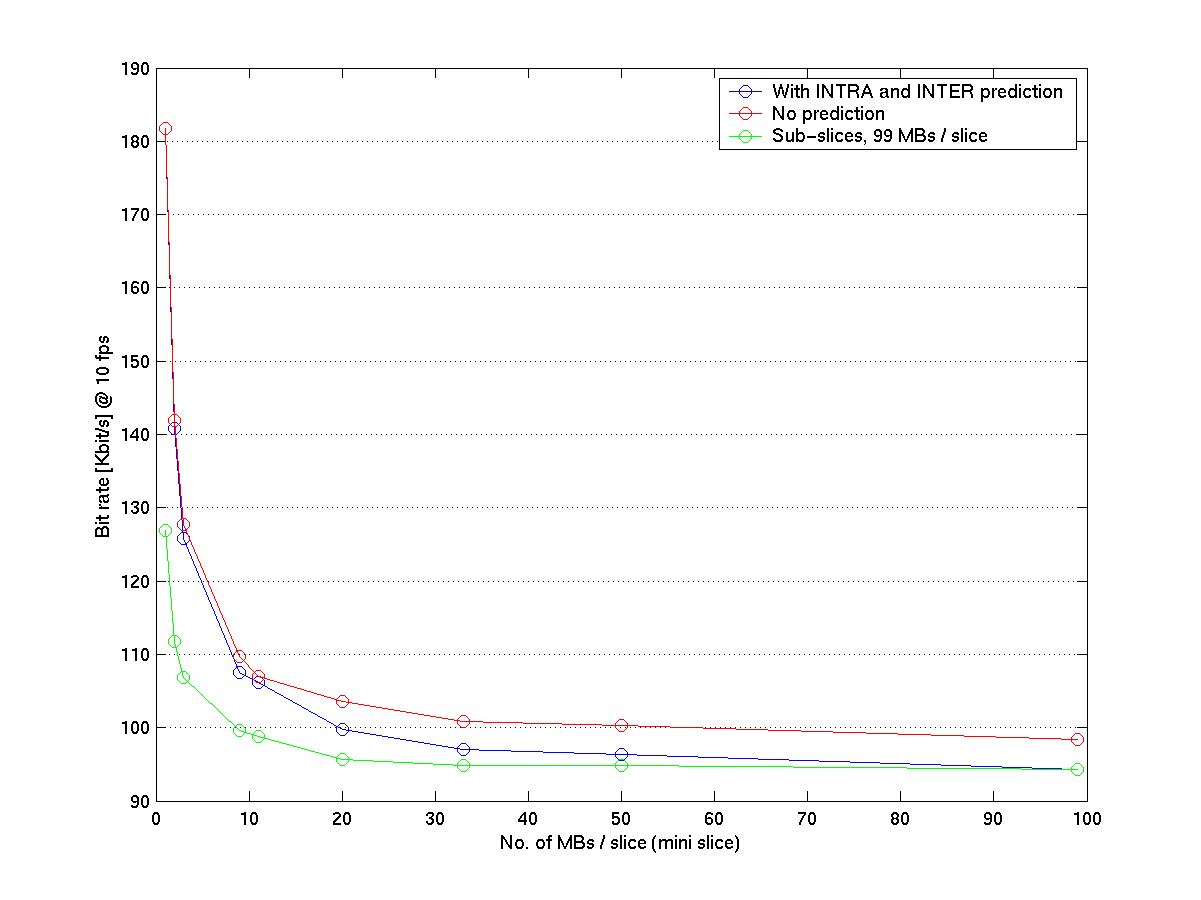 190
180
170
160
150
140
130
120
110
100
90
Bit rate [Kbit/s] @ 10 fps
With INTRA and INTER prediction
No prediction
Sub-slices, 99 MBs / slice
0 10 20 30 40 50 60 70 80 90 100
No. of MBs / slice (mini slice)